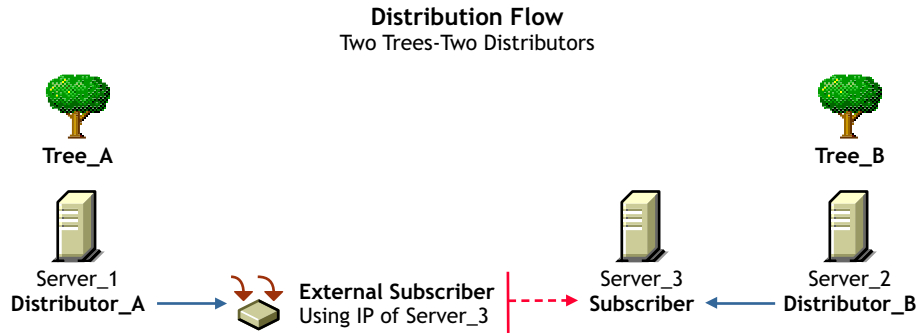 Distribution Flow
Two Trees-Two Distributors
Tree_A
Tree_B
Server_1
Distributor_A
External Subscriber
Using IP of Server_3
Server_3
Subscriber
Server_2
Distributor_B